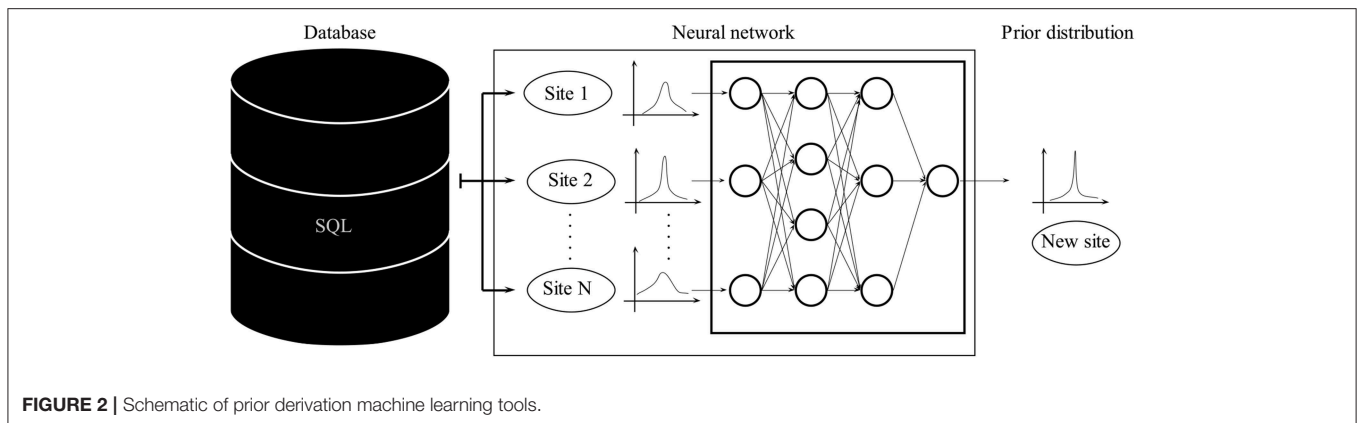 Database
Neural network
Prior distribution
Site 1
Site 2
SQL
New site
Site N
FIGURE 2 | Schematic of prior derivation machine learning tools.